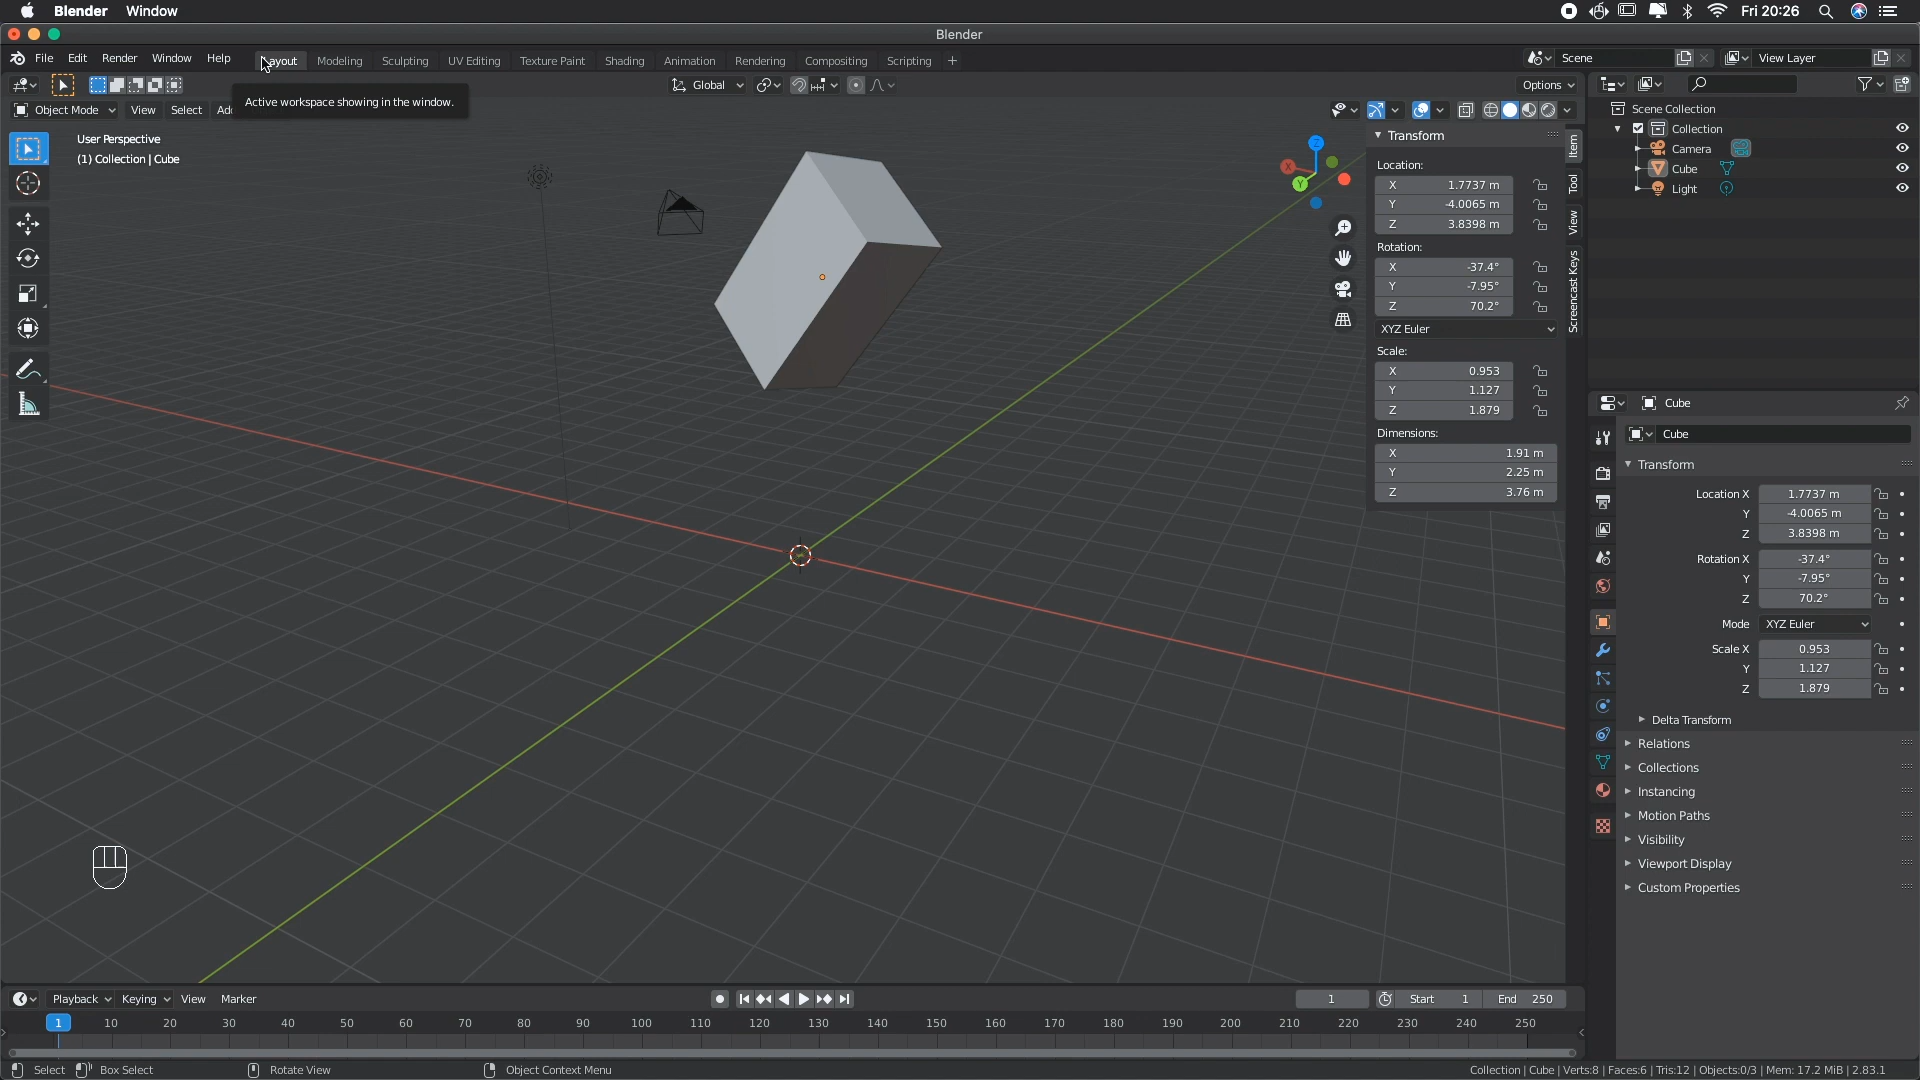 Blender Window Fri 20:26
Blender
File Edit Render Window Help Layout Modeling Sculpting UV Editing Texture Paint Shading Animation Rendering Compositing Scripting + Scene View Layer
Global Options
Active workspace showing in the window.
Object Mode View Select
User Perspective
(1) Collection | Cube
Z
X
Y
Transform
Location:
X 1.7737 m
Y -4.0065 m
Z 3.8398 m
Rotation:
X -37.4°
Y -7.95°
Z 70.2°
XYZ Euler
Scale:
X 0.953
Y 1.127
Z 1.879
Dimensions:
X 1.91 m
Y 2.25 m
Z 3.76 m
Item
Tool
View
Screencast Keys
Scene Collection
Collection
Camera
Cube
Light
Cube
Cube
Transform
Location X 1.7737 m
Y -4.0065 m
Z 3.8398 m
Rotation X -37.4°
Y -7.95°
Z 70.2°
Mode XYZ Euler
Scale X 0.953
Y 1.127
Z 1.879
Delta Transform
Relations
Collections
Instancing
Motion Paths
Visibility
Viewport Display
Custom Properties
Playback Keying View Marker 1 Start 1 End 250
1 10 20 30 40 50 60 70 80 90 100 110 120 130 140 150 160 170 180 190 200 210 220 230 240 250
Select Box Select Rotate View Object Context Menu Collection | Cube | Verts:8 | Faces:6 | Tris:12 | Objects:0/3 | Mem: 17.2 MiB | 2.83.1